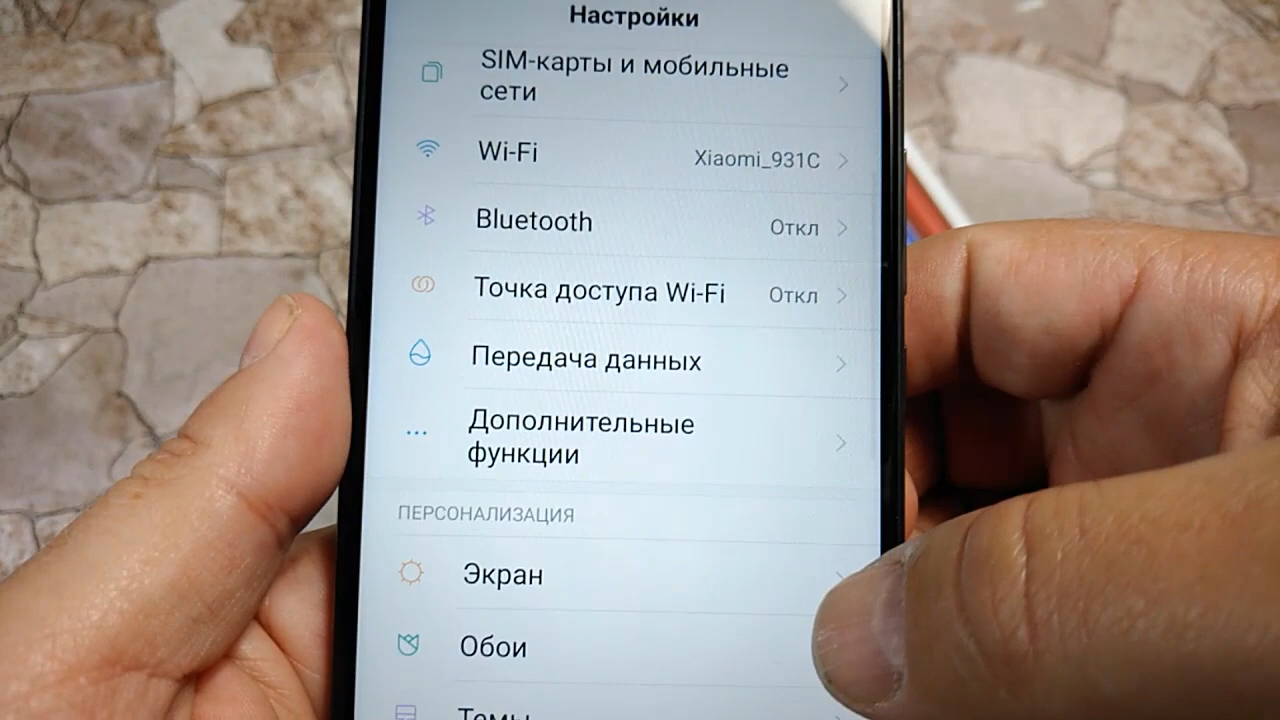 Настройки
SIM-карты и мобильные
сети
Wi-Fi
Xiaomi_931C
Bluetooth
Откл
Точка доступа Wi-Fi
Откл
Передача данных
Дополнительные
функции
ПЕРСОНАЛИЗАЦИЯ
Экран
Обои
Темы